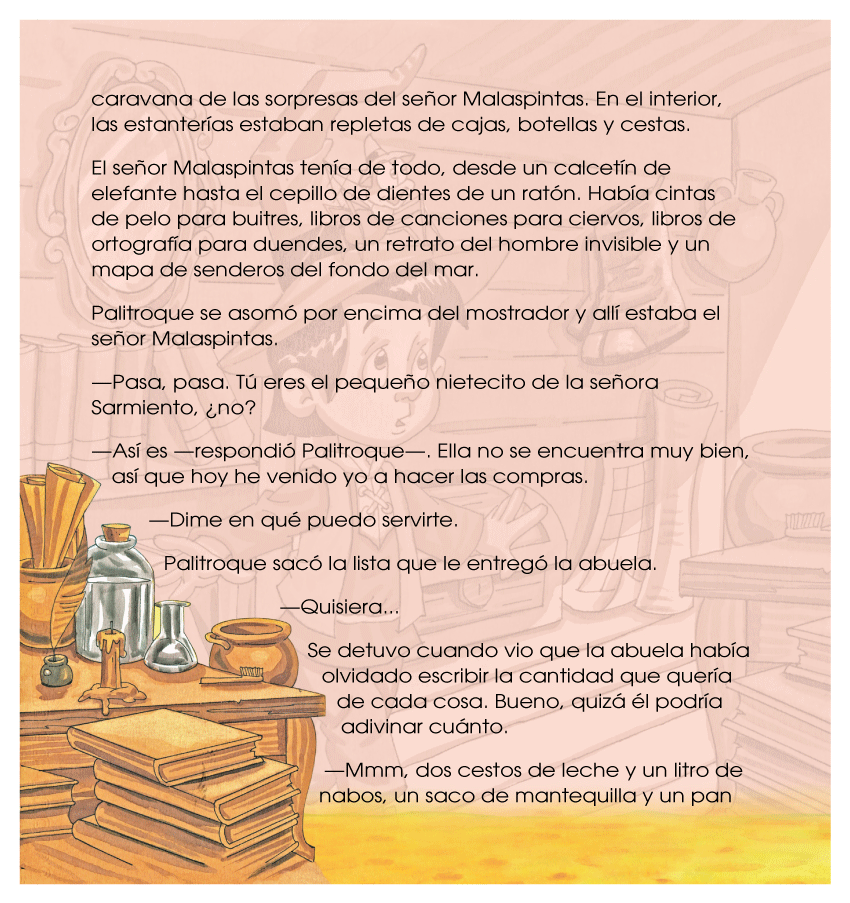 caravana de las sorpresas del señor Malaspintas. En el interior,
las estanterías estaban repletas de cajas, botellas y cestas.
El señor Malaspintas tenía de todo, desde un calcetín de
elefante hasta el cepillo de dientes de un ratón. Había cintas
de pelo para buitres, libros de canciones para ciervos, libros de
ortografía para duendes, un retrato del hombre invisible y un
mapa de senderos del fondo del mar.
Palitroque se asomó por encima del mostrador y allí estaba el
señor Malaspintas.
—Pasa, pasa. Tú eres el pequeño nietecito de la señora
Sarmiento, ¿no?
—Así es —respondió Palitroque—. Ella no se encuentra muy bien,
así que hoy he venido yo a hacer las compras.
—Dime en qué puedo servirte.
Palitroque sacó la lista que le entregó la abuela.
—Quisiera...
Se detuvo cuando vio que la abuela había
olvidado escribir la cantidad que quería
de cada cosa. Bueno, quizá él podría
adivinar cuánto.
—Mmm, dos cestos de leche y un litro de
nabos, un saco de mantequilla y un pan